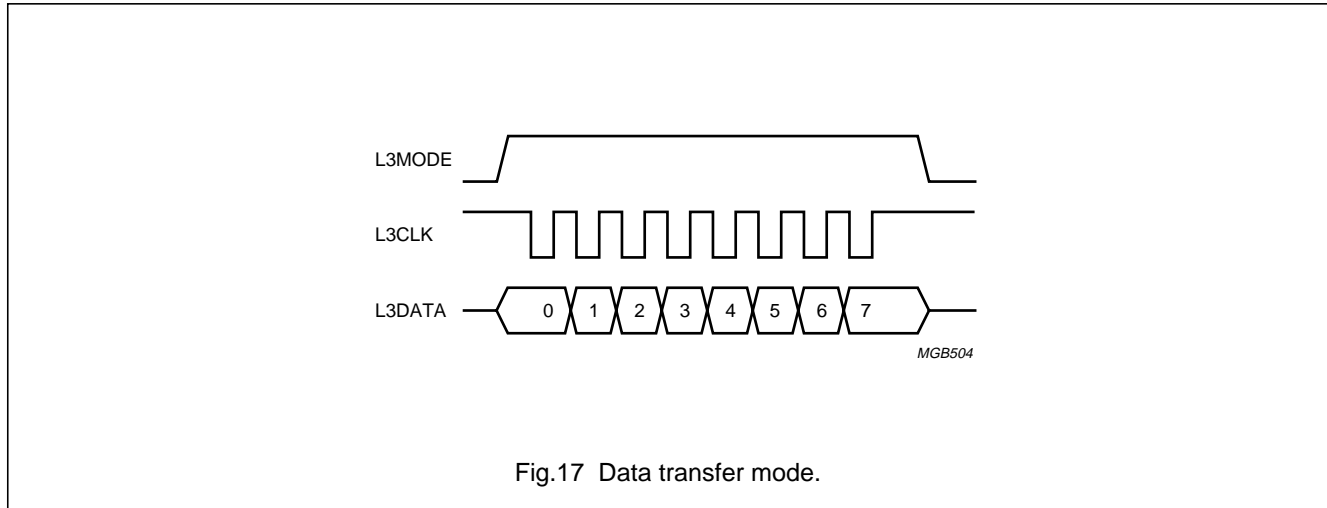 L3MODE
L3CLK
L3DATA 0 1 2 3 4 5 6 7
MGB504
Fig.17 Data transfer mode.